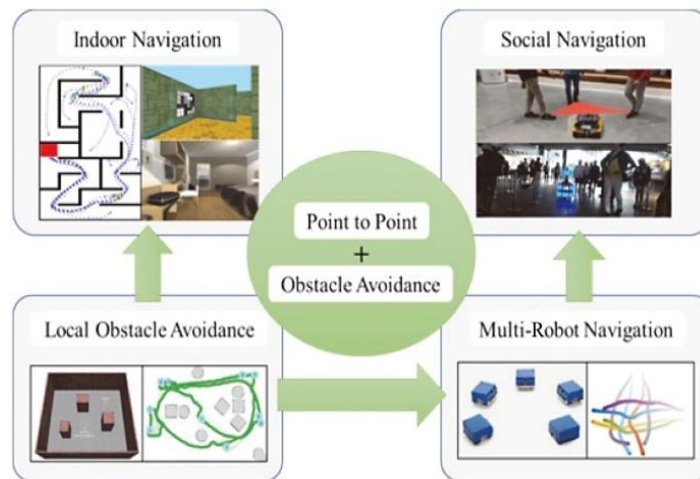 Indoor Navigation
Social Navigation
Point to Point
+
Obstacle Avoidance
Local Obstacle Avoidance
Multi-Robot Navigation